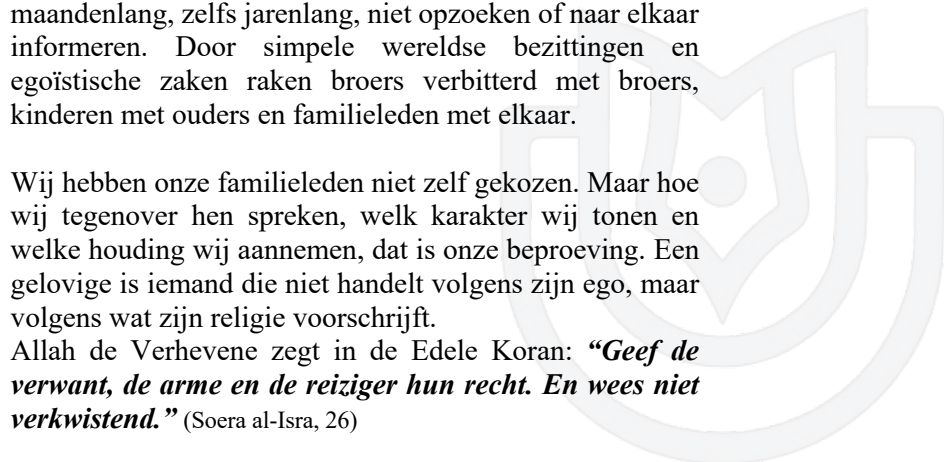 maandenlang, zelfs jarenlang, niet opzoeken of naar elkaar
informeren. Door simpele wereldse bezittingen en
egoïstische zaken raken broers verbitterd met broers,
kinderen met ouders en familieleden met elkaar.

Wij hebben onze familieleden niet zelf gekozen. Maar hoe
wij tegenover hen spreken, welk karakter wij tonen en
welke houding wij aannemen, dat is onze beproeving. Een
gelovige is iemand die niet handelt volgens zijn ego, maar
volgens wat zijn religie voorschrijft.
Allah de Verhevene zegt in de Edele Koran: “Geef de
verwant, de arme en de reiziger hun recht. En wees niet
verkwistend.” (Soera al-Isra, 26)